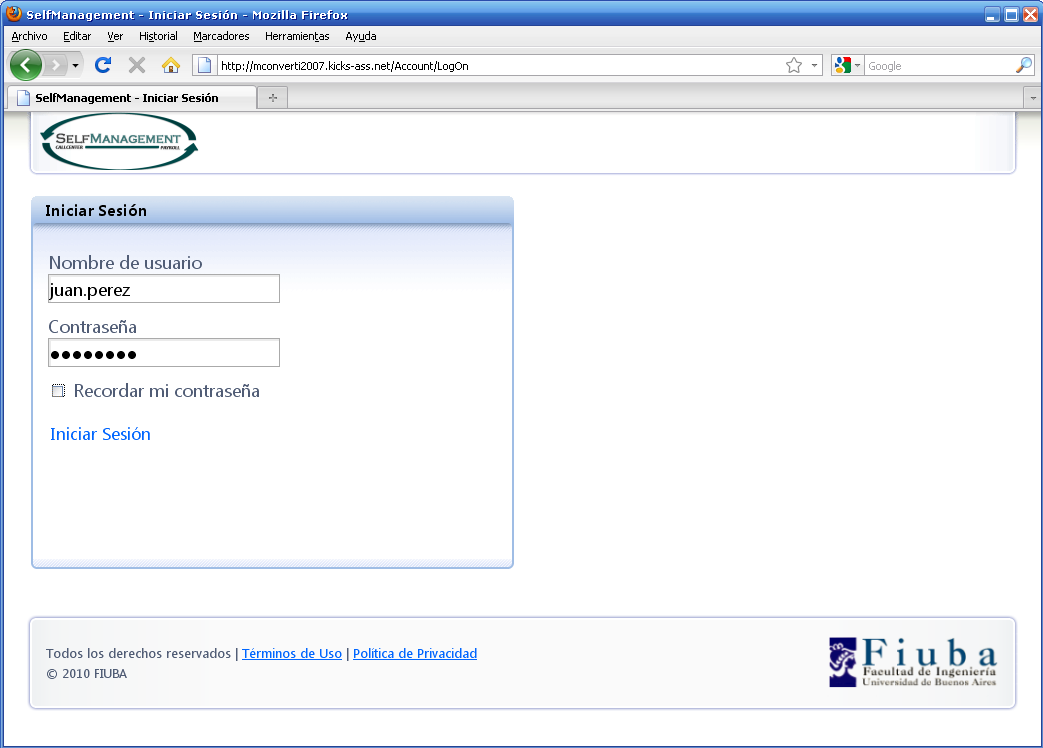 SelfManagement - Iniciar Sesión - Mozilla Firefox
Archivo Editar Ver Historial Marcadores Herramientas Ayuda
http://mconverti2007.kicks-ass.net/Account/LogOn Google
SelfManagement - Iniciar Sesión
SELFMANAGEMENT
CALLCENTER PAYROLL
Iniciar Sesión
Nombre de usuario
juan.perez
Contraseña
••••••••
Recordar mi contraseña
Iniciar Sesión
Todos los derechos reservados | Términos de Uso | Política de Privacidad
© 2010 FIUBA
Fiuba
Facultad de Ingeniería
Universidad de Buenos Aires